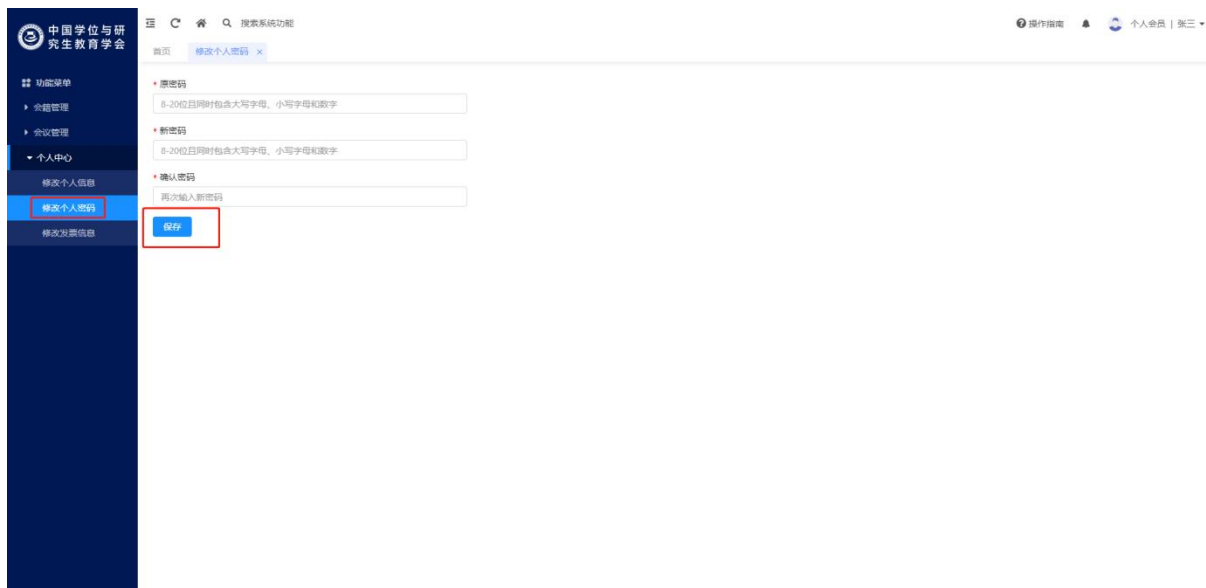 中国学位与研
究生教育学会
搜索系统功能
操作指南
个人会员 | 张三
首页
修改个人密码 ×
功能菜单
会籍管理
会议管理
个人中心
修改个人信息
修改个人密码
修改发票信息
* 原密码
8-20位且同时包含大写字母、小写字母和数字
* 新密码
8-20位且同时包含大写字母、小写字母和数字
* 确认密码
再次输入新密码
保存